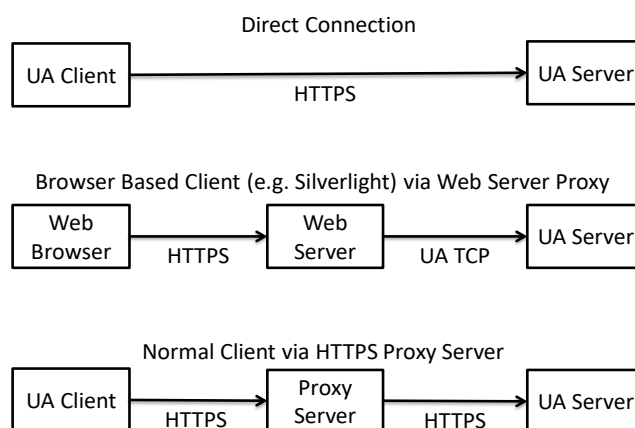 Direct Connection
UA Client
UA Server
HTTPS
Browser Based Client (e.g. Silverlight) via Web Server Proxy
Web
Browser
Web
Server
UA Server
HTTPS
UA TCP
Normal Client via HTTPS Proxy Server
UA Client
Proxy
Server
UA Server
HTTPS
HTTPS